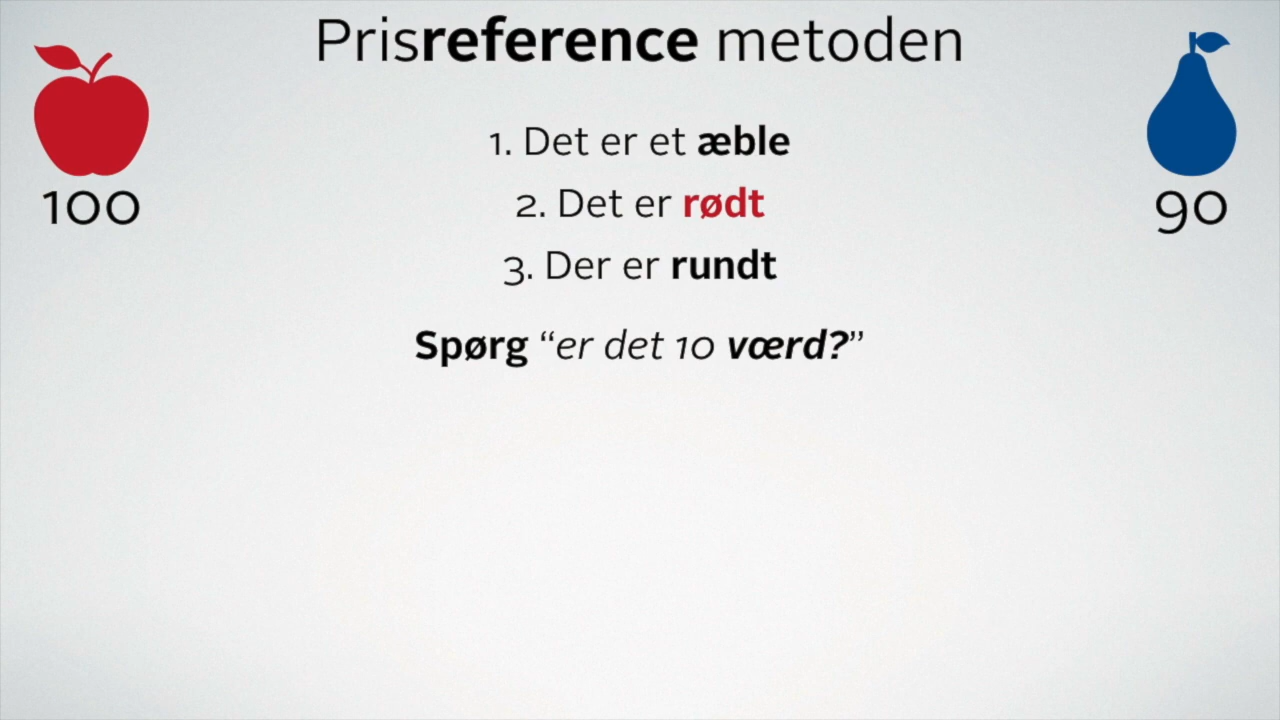 Prisreference metoden
100
90
1. Det er et æble
2. Det er rødt
3. Der er rundt
Spørg “er det 10 værd?”